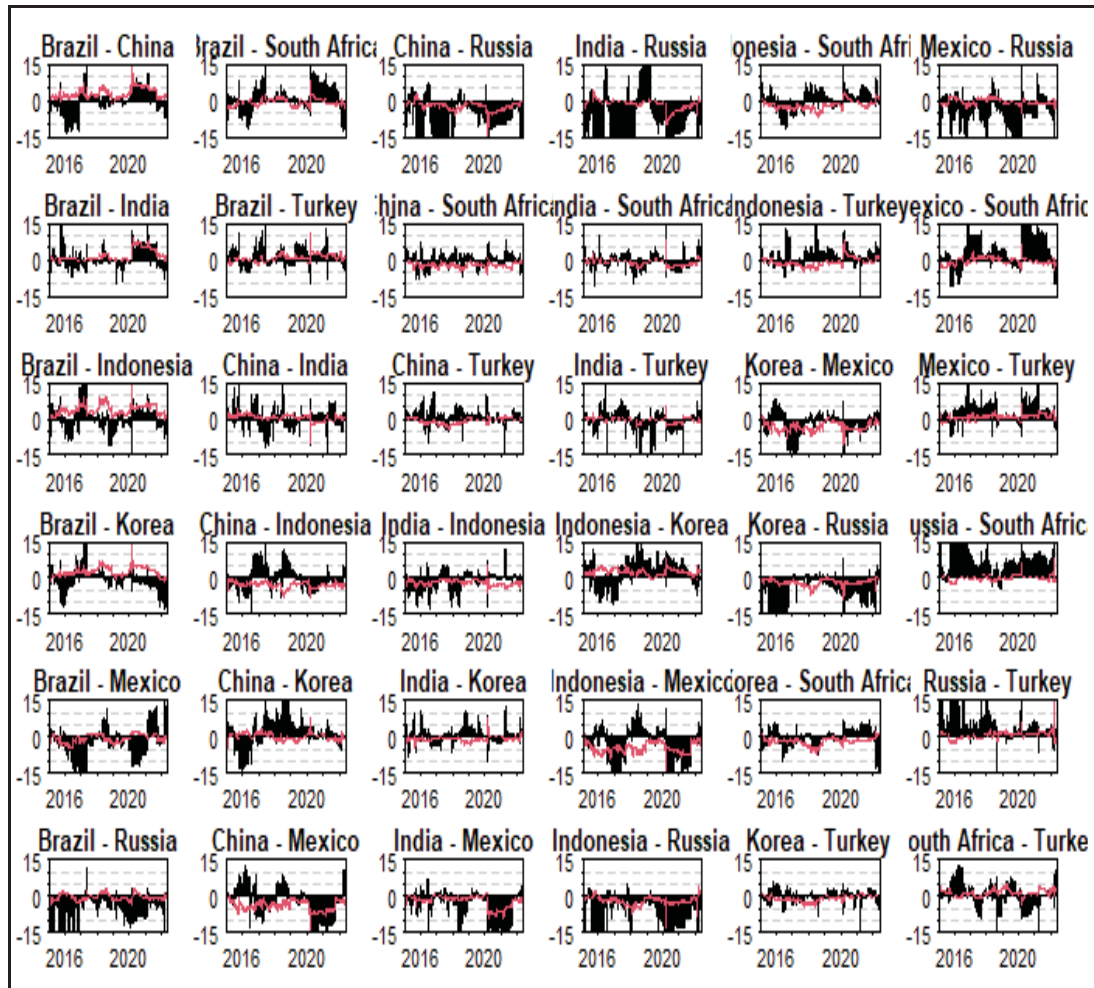 Brazil - China Brazil - South Africa China - Russia India - Russia onesia - South Afri Mexico - Russia
15 15 15 15 15 15
0 0 0 0 0 0
-15 -15 -15 -15 -15 -15
2016 2020 2016 2020 2016 2020 2016 2020 2016 2020 2016 2020
Brazil - India Brazil - Turkey China - South Africa India - South Africa Indonesia - Turkey exico - South Afric
15 15 15 15 15 15
0 0 0 0 0 0
-15 -15 -15 -15 -15 -15
2016 2020 2016 2020 2016 2020 2016 2020 2016 2020 2016 2020
Brazil - Indonesia China - India China - Turkey India - Turkey Korea - Mexico Mexico - Turkey
15 15 15 15 15 15
0 0 0 0 0 0
-15 -15 -15 -15 -15 -15
2016 2020 2016 2020 2016 2020 2016 2020 2016 2020 2016 2020
Brazil - Korea China - Indonesia India - Indonesia Indonesia - Korea Korea - Russia ussia - South Afric
15 15 15 15 15 15
0 0 0 0 0 0
-15 -15 -15 -15 -15 -15
2016 2020 2016 2020 2016 2020 2016 2020 2016 2020 2016 2020
Brazil - Mexico China - Korea India - Korea Indonesia - Mexico Korea - South Africa Russia - Turkey
15 15 15 15 15 15
0 0 0 0 0 0
-15 -15 -15 -15 -15 -15
2016 2020 2016 2020 2016 2020 2016 2020 2016 2020 2016 2020
Brazil - Russia China - Mexico India - Mexico Indonesia - Russia Korea - Turkey outh Africa - Turke
15 15 15 15 15 15
0 0 0 0 0 0
-15 -15 -15 -15 -15 -15
2016 2020 2016 2020 2016 2020 2016 2020 2016 2020 2016 2020